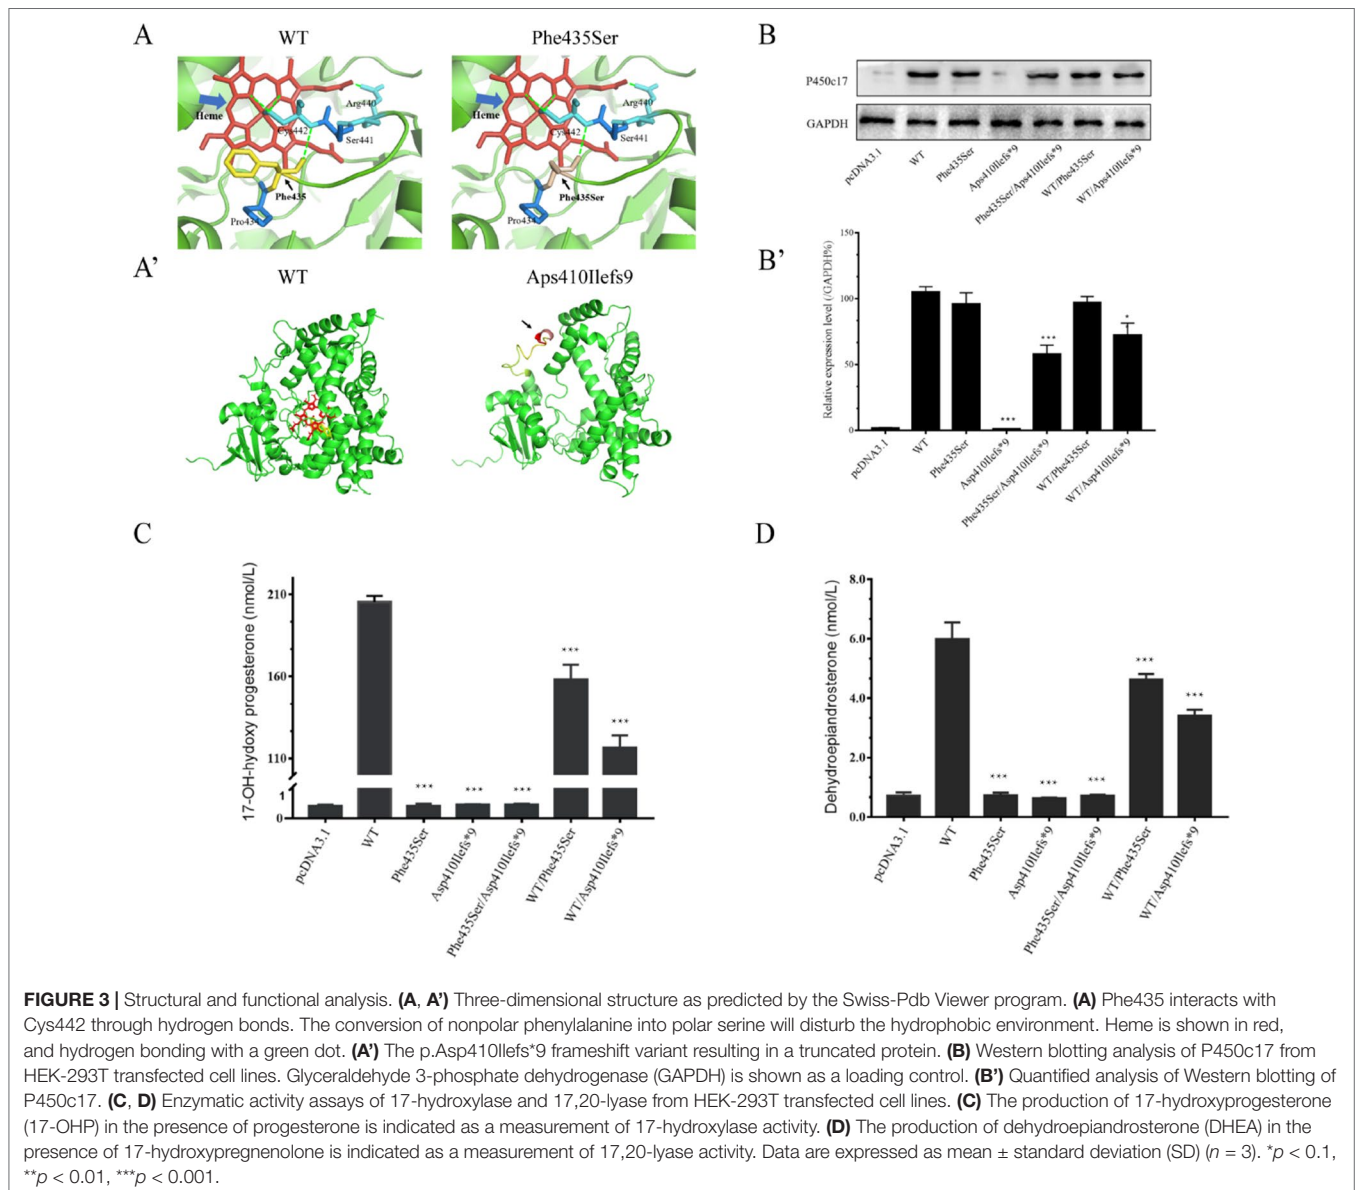 A
WT
Phe435Ser
Heme
Arg440
Cys442
Ser441
Phe435
Pro434
Heme
Arg440
Cys442
Ser441
Phe435Ser
Pro434
A'
WT
Aps410Ilefs9
B
P450c17
GAPDH
pcDNA3.1
WT
Phe435Ser
Aps410Ilefs*9
Phe435Ser/Aps410Ilefs*9
WT/Phe435Ser
WT/Aps410Ilefs*9
B'
Relative expression level (/GAPDH%)
150
100
50
0
***
***
*
pcDNA3.1
WT
Phe435Ser
Asp410Ilefs*9
Phe435Ser/Asp410Ilefs*9
WT/Phe435Ser
WT/Asp410Ilefs*9
C
17-OH-hydoxy progesterone (nmol/L)
210
160
110
1
0
***
***
***
***
***
pcDNA3.1
WT
Phe435Ser
Asp410Ilefs*9
Phe435Ser/Asp410Ilefs*9
WT/Phe435Ser
WT/Asp410Ilefs*9
D
Dehydroepiandrosterone (nmol/L)
8.0
6.0
4.0
2.0
0.0
***
***
***
***
***
pcDNA3.1
WT
Phe435Ser
Asp410Ilefs*9
Phe435Ser/Asp410Ilefs*9
WT/Phe435Ser
WT/Asp410Ilefs*9
FIGURE 3 | Structural and functional analysis. (A, A') Three-dimensional structure as predicted by the Swiss-Pdb Viewer program. (A) Phe435 interacts with
Cys442 through hydrogen bonds. The conversion of nonpolar phenylalanine into polar serine will disturb the hydrophobic environment. Heme is shown in red,
and hydrogen bonding with a green dot. (A') The p.Asp410Ilefs*9 frameshift variant resulting in a truncated protein. (B) Western blotting analysis of P450c17 from
HEK-293T transfected cell lines. Glyceraldehyde 3-phosphate dehydrogenase (GAPDH) is shown as a loading control. (B') Quantified analysis of Western blotting of
P450c17. (C, D) Enzymatic activity assays of 17-hydroxylase and 17,20-lyase from HEK-293T transfected cell lines. (C) The production of 17-hydroxyprogesterone
(17-OHP) in the presence of progesterone is indicated as a measurement of 17-hydroxylase activity. (D) The production of dehydroepiandrosterone (DHEA) in the
presence of 17-hydroxypregnenolone is indicated as a measurement of 17,20-lyase activity. Data are expressed as mean ± standard deviation (SD) (n = 3). *p < 0.1,
**p < 0.01, ***p < 0.001.